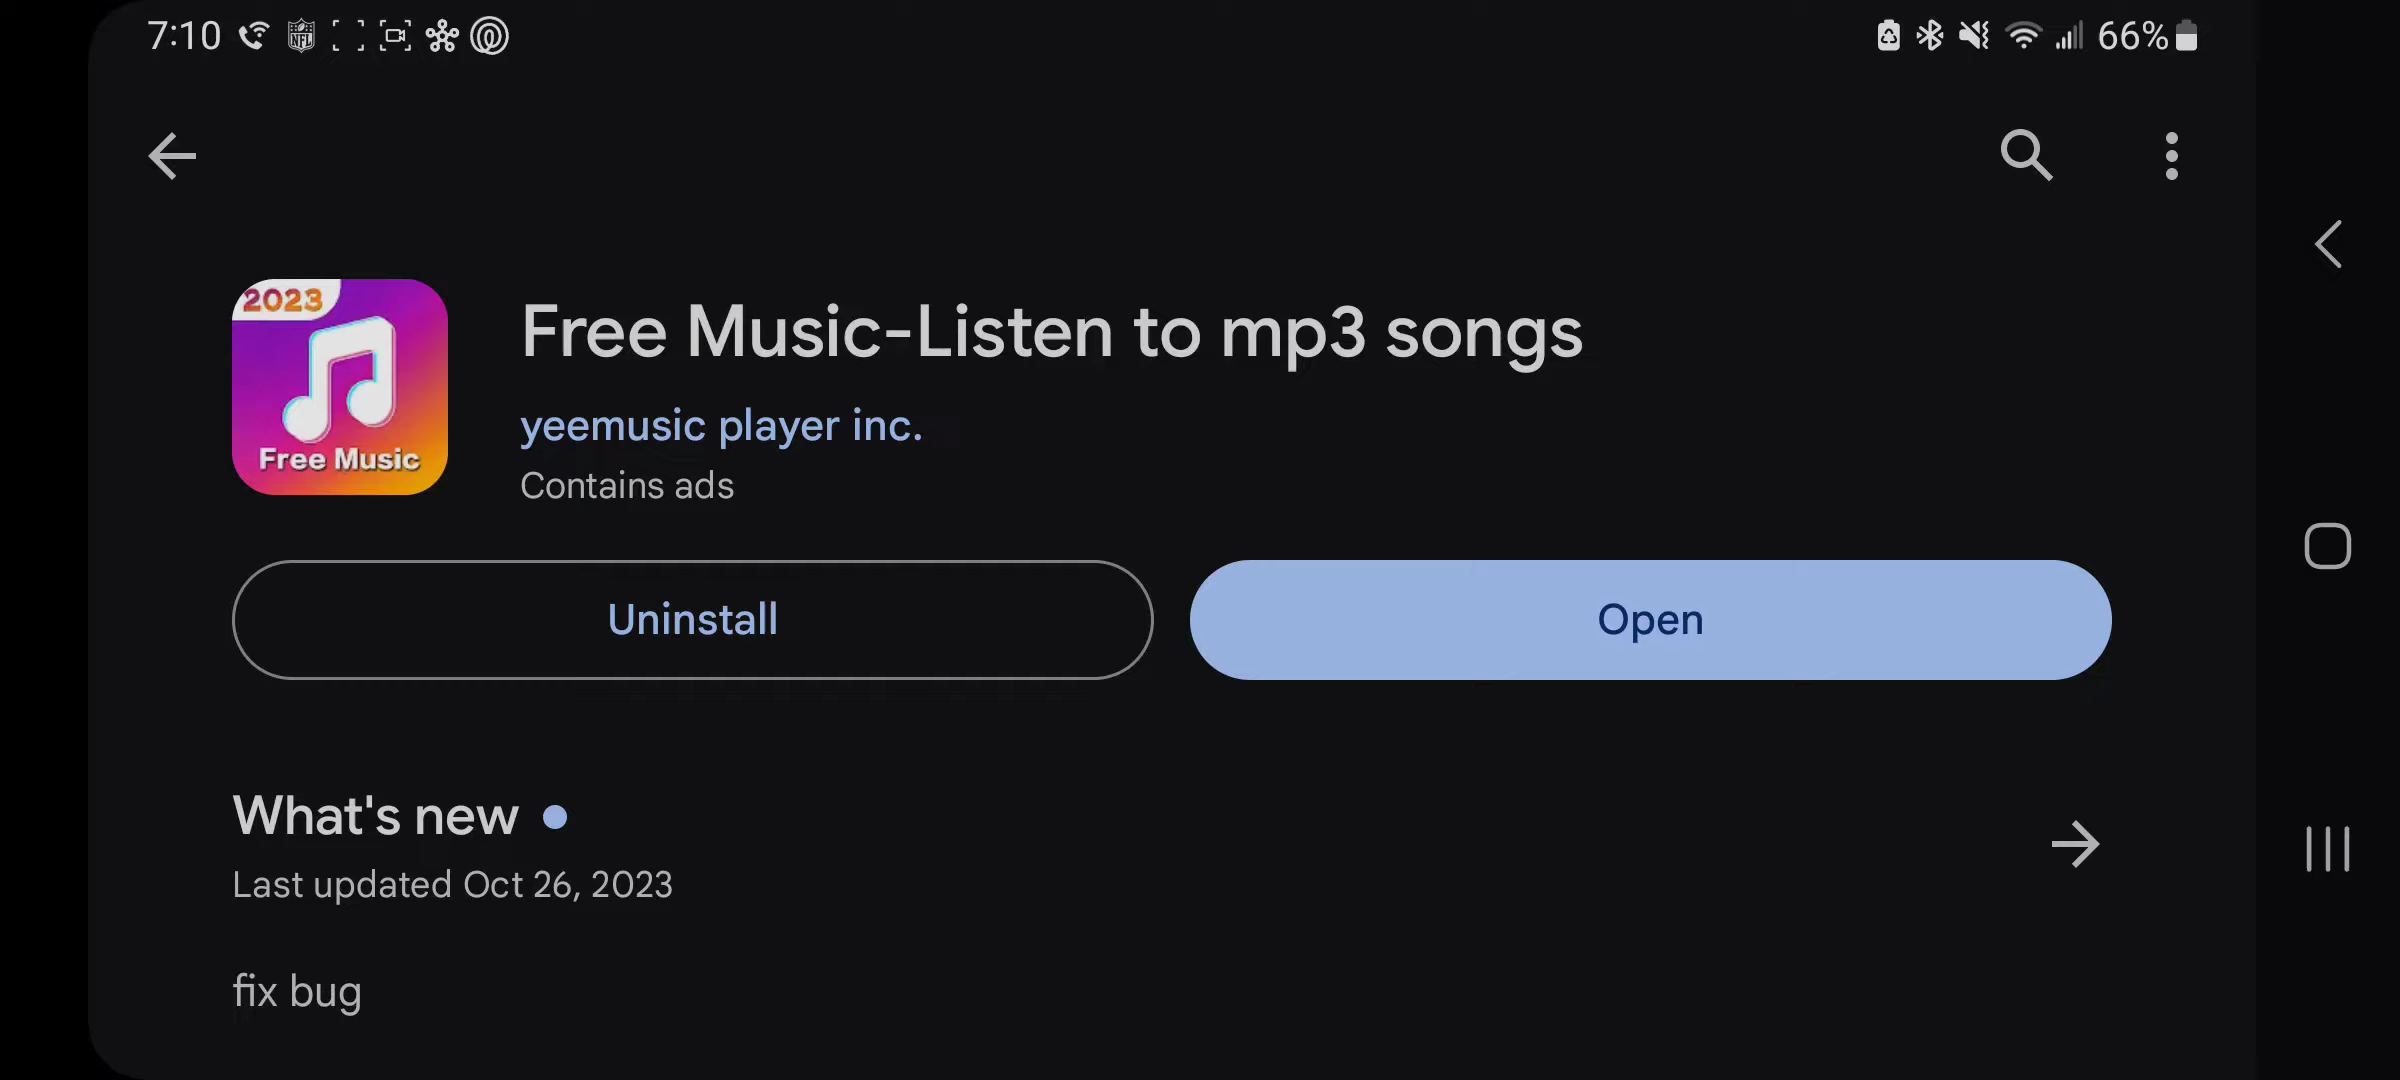 7:10
NFL
66%
2023
Free Music
Free Music-Listen to mp3 songs
yeemusic player inc.
Contains ads
Uninstall
Open
What's new
Last updated Oct 26, 2023
fix bug